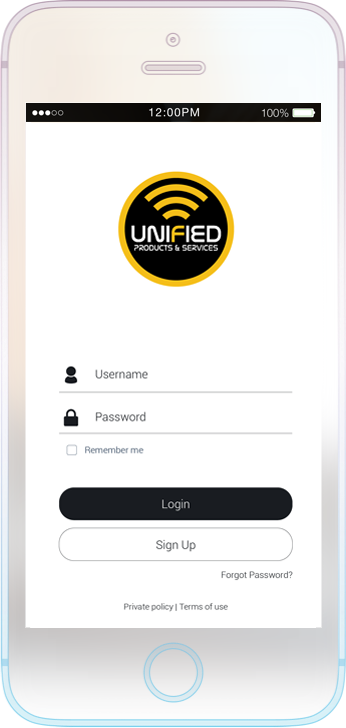 12:00PM 100%
UNIFIED
PRODUCTS & SERVICES
Username
Password
Remember me
Login
Sign Up
Forgot Password?
Private policy | Terms of use